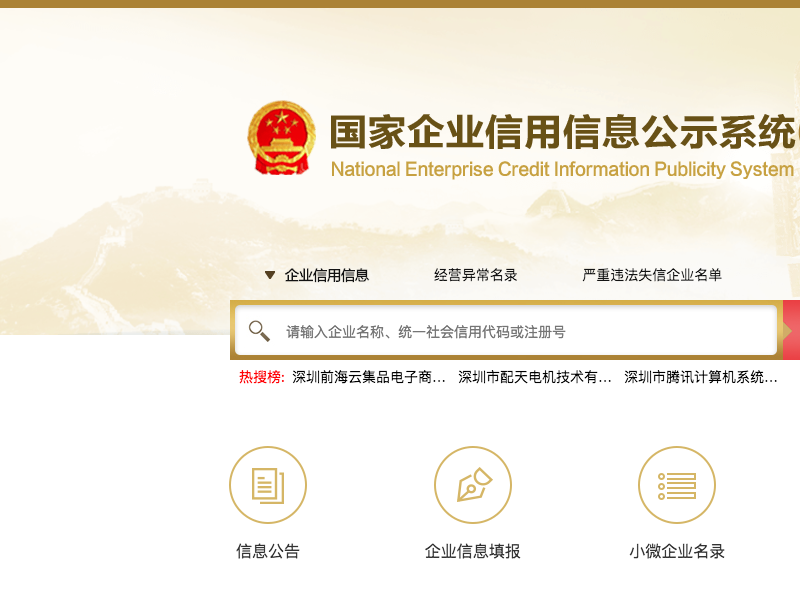 国家企业信用信息公示系统
National Enterprise Credit Information Publicity System
企业信用信息 经营异常名录 严重违法失信企业名单
请输入企业名称、统一社会信用代码或注册号
热搜榜: 深圳前海云集品电子商... 深圳市配天电机技术有... 深圳市腾讯计算机系统...
信息公告 企业信息填报 小微企业名录